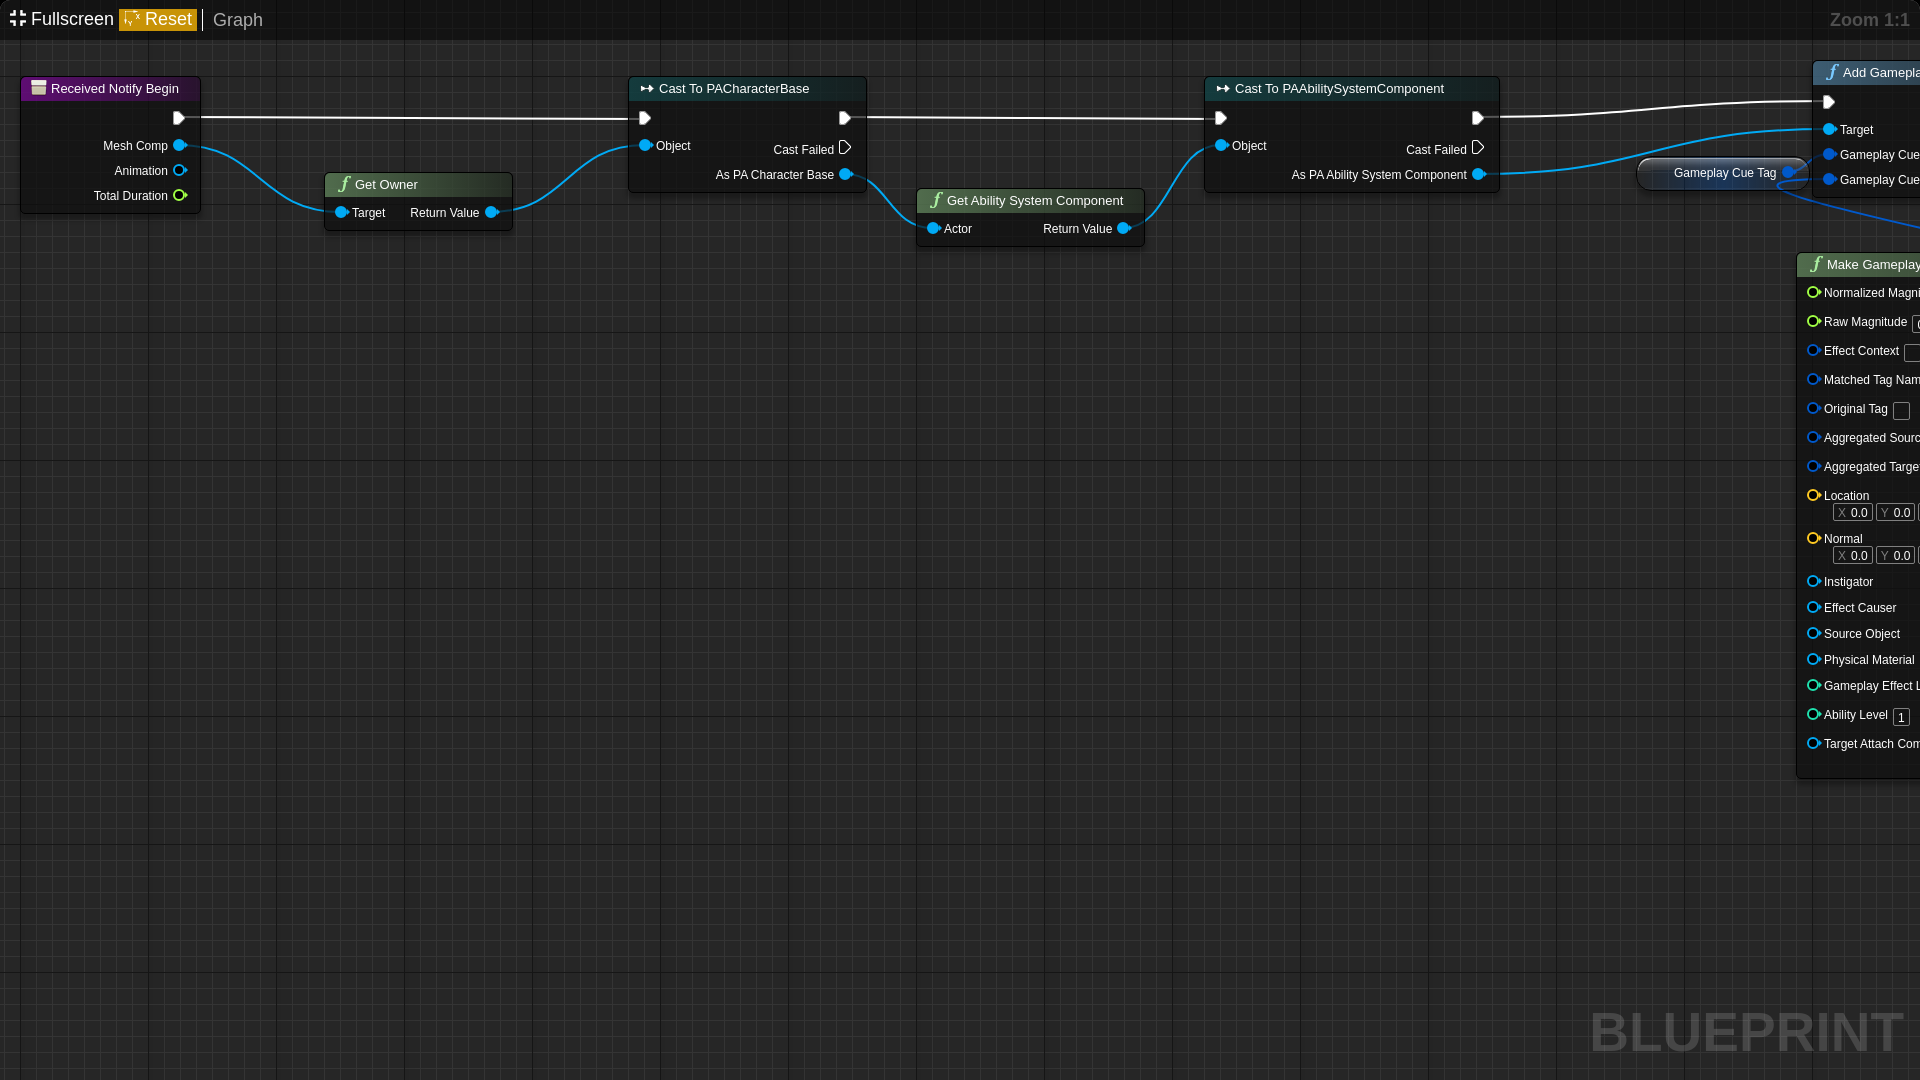 Fullscreen Reset Graph
Zoom 1:1
Received Notify Begin
Mesh Comp
Animation
Total Duration
Get Owner
Target Return Value
Cast To PACharacterBase
Object
Cast Failed
As PA Character Base
Get Ability System Component
Actor Return Value
Cast To PAAbilitySystemComponent
Object
Cast Failed
As PA Ability System Component
Gameplay Cue Tag
Add Gamepla
Target
Gameplay Cue
Gameplay Cue
Make Gameplay
Normalized Magni
Raw Magnitude
Effect Context
Matched Tag Nam
Original Tag
Aggregated Sourc
Aggregated Target
Location
X 0.0 Y 0.0
Normal
X 0.0 Y 0.0
Instigator
Effect Causer
Source Object
Physical Material
Gameplay Effect L
Ability Level 1
Target Attach Com
BLUEPRINT